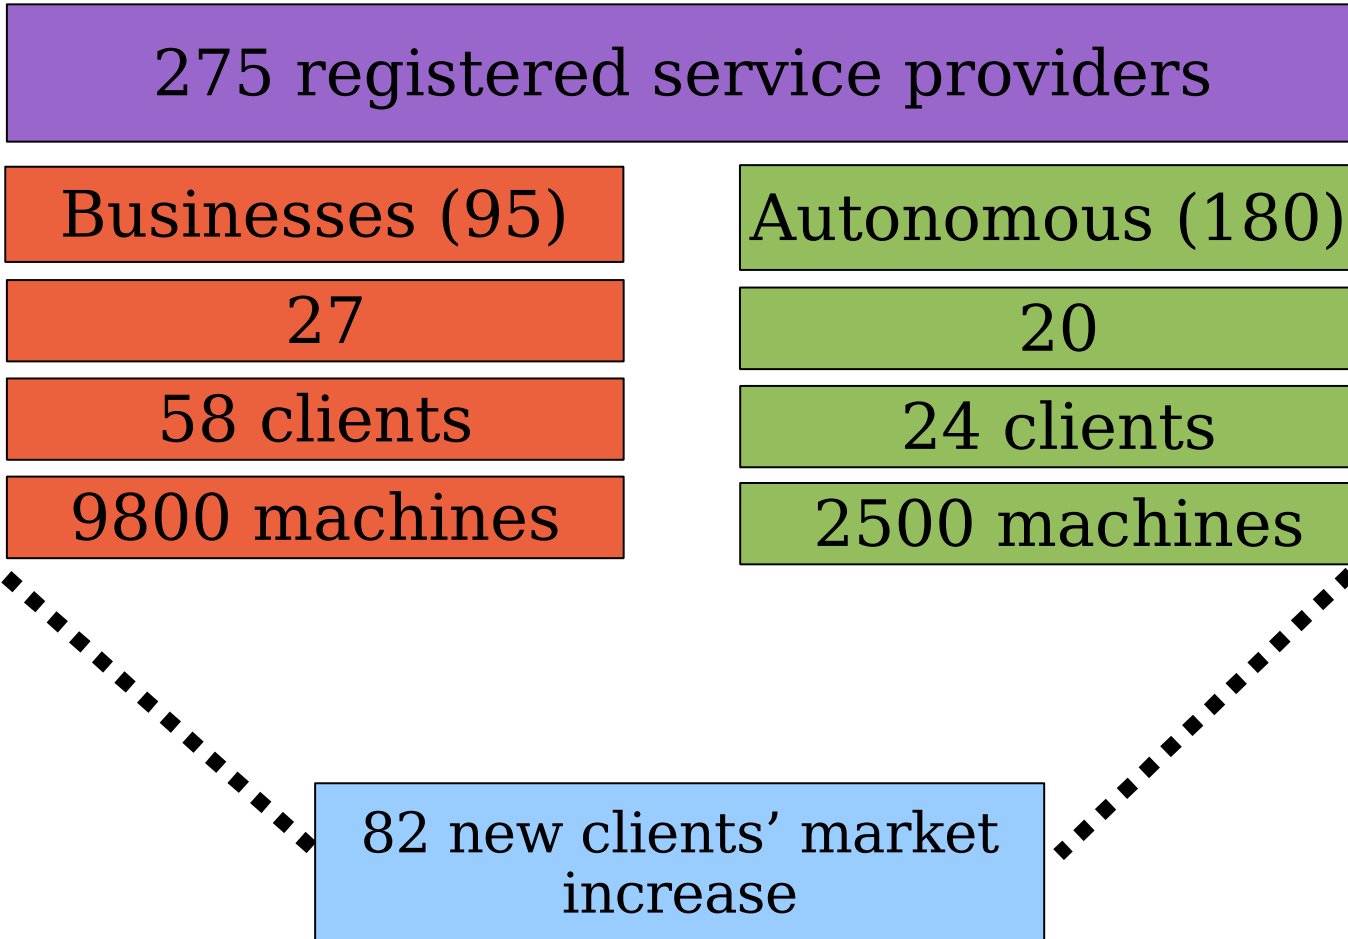 275 registered service providers
Businesses (95)
27
58 clients
9800 machines
Autonomous (180)
20
24 clients
2500 machines
82 new clients’ market
increase